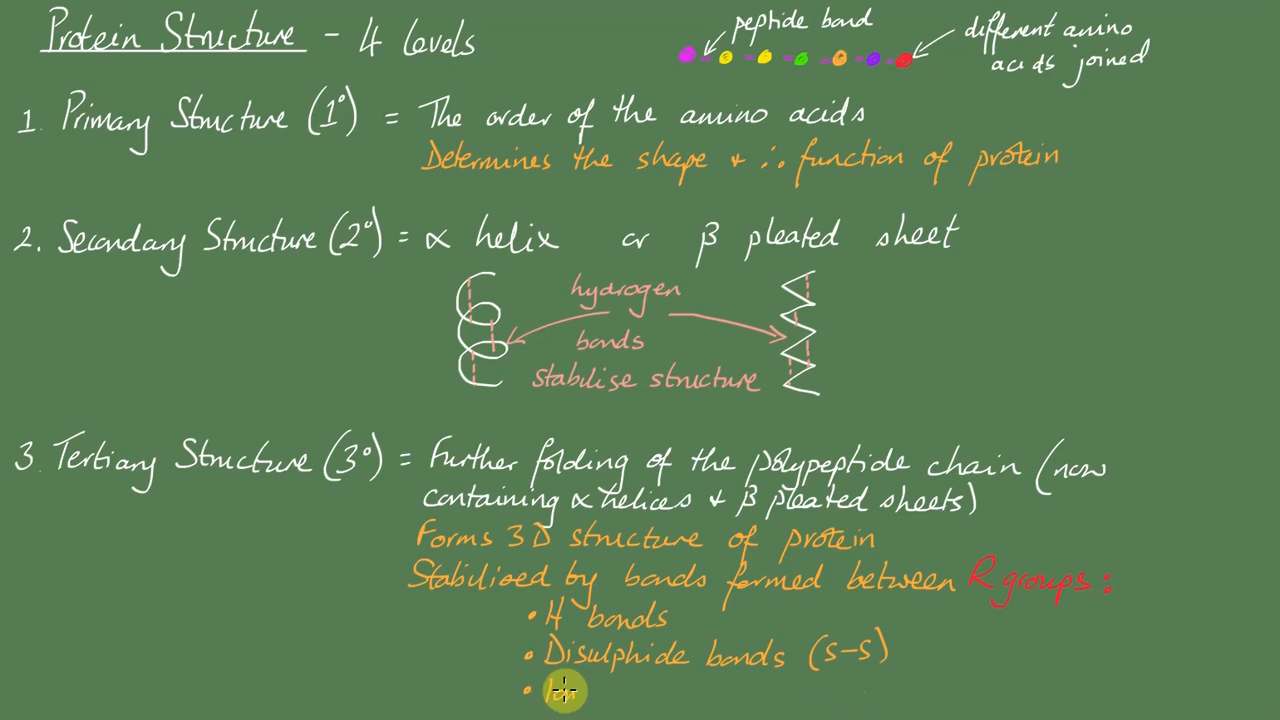 Protein Structure - 4 levels
peptide bond
different amino
acids joined
1. Primary Structure (1°) = The order of the amino acids
Determines the shape + ∴ function of protein
2. Secondary Structure (2°) = α helix or β pleated sheet
hydrogen
bonds
stabilise structure
3. Tertiary Structure (3°) = Further folding of the polypeptide chain (now
containing α helices + β pleated sheets)
Forms 3D structure of protein
Stabilised by bonds formed between R groups:
• H bonds
• Disulphide bonds (S-S)
•